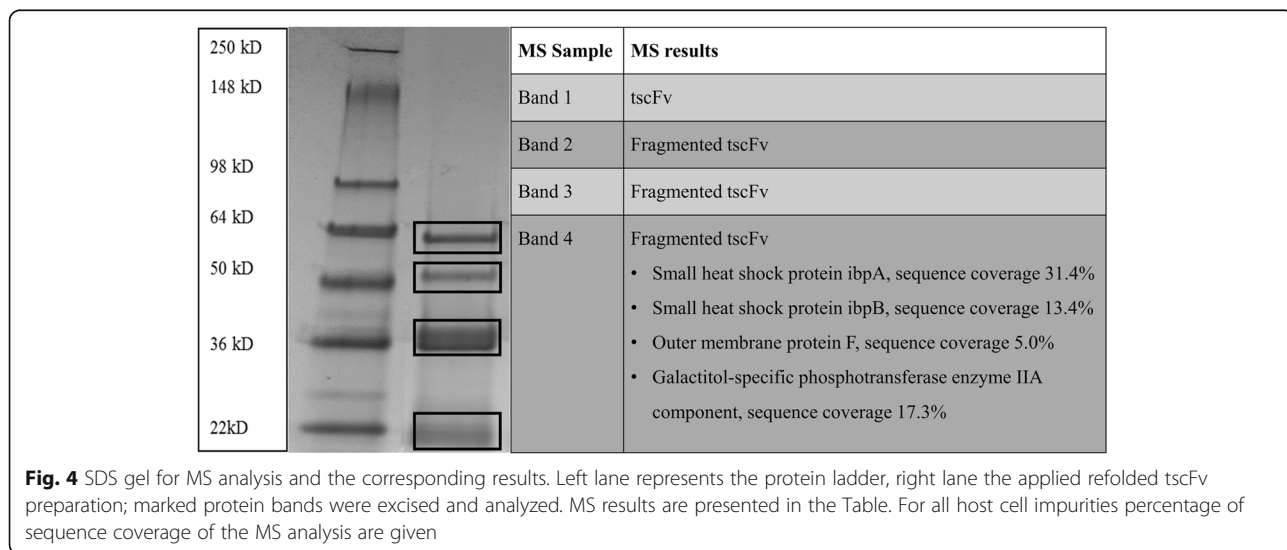 250 kD
148 kD
98 kD
64 kD
50 kD
36 kD
22kD
MS Sample MS results
Band 1 tscFv
Band 2 Fragmented tscFv
Band 3 Fragmented tscFv
Band 4 Fragmented tscFv
• Small heat shock protein ibpA, sequence coverage 31.4%
• Small heat shock protein ibpB, sequence coverage 13.4%
• Outer membrane protein F, sequence coverage 5.0%
• Galactitol-specific phosphotransferase enzyme IIA
component, sequence coverage 17.3%
Fig. 4 SDS gel for MS analysis and the corresponding results. Left lane represents the protein ladder, right lane the applied refolded tscFv
preparation; marked protein bands were excised and analyzed. MS results are presented in the Table. For all host cell impurities percentage of
sequence coverage of the MS analysis are given